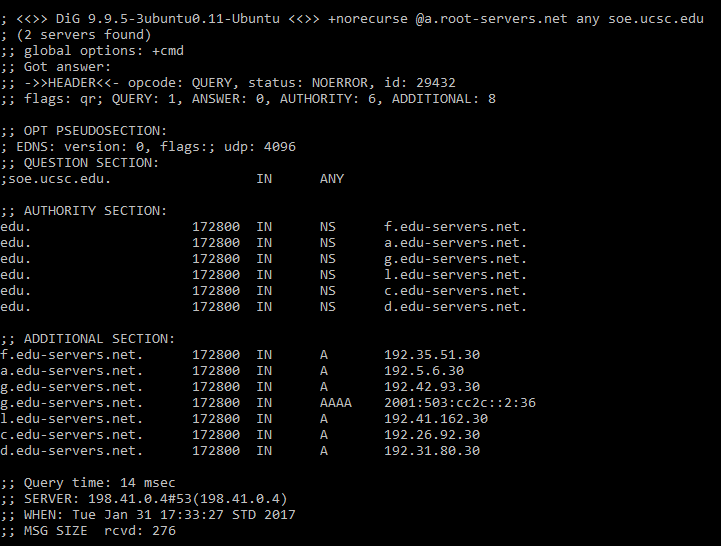 ; <<>> DiG 9.9.5-3ubuntu0.11-Ubuntu <<>> +norecurse @a.root-servers.net any soe.ucsc.edu
; (2 servers found)
;; global options: +cmd
;; Got answer:
;; ->>HEADER<<- opcode: QUERY, status: NOERROR, id: 29432
;; flags: qr; QUERY: 1, ANSWER: 0, AUTHORITY: 6, ADDITIONAL: 8

;; OPT PSEUDOSECTION:
; EDNS: version: 0, flags:; udp: 4096
;; QUESTION SECTION:
;soe.ucsc.edu. IN ANY

;; AUTHORITY SECTION:
edu. 172800 IN NS f.edu-servers.net.
edu. 172800 IN NS a.edu-servers.net.
edu. 172800 IN NS g.edu-servers.net.
edu. 172800 IN NS l.edu-servers.net.
edu. 172800 IN NS c.edu-servers.net.
edu. 172800 IN NS d.edu-servers.net.

;; ADDITIONAL SECTION:
f.edu-servers.net. 172800 IN A 192.35.51.30
a.edu-servers.net. 172800 IN A 192.5.6.30
g.edu-servers.net. 172800 IN A 192.42.93.30
g.edu-servers.net. 172800 IN AAAA 2001:503:cc2c::2:36
l.edu-servers.net. 172800 IN A 192.41.162.30
c.edu-servers.net. 172800 IN A 192.26.92.30
d.edu-servers.net. 172800 IN A 192.31.80.30

;; Query time: 14 msec
;; SERVER: 198.41.0.4#53(198.41.0.4)
;; WHEN: Tue Jan 31 17:33:27 STD 2017
;; MSG SIZE rcvd: 276